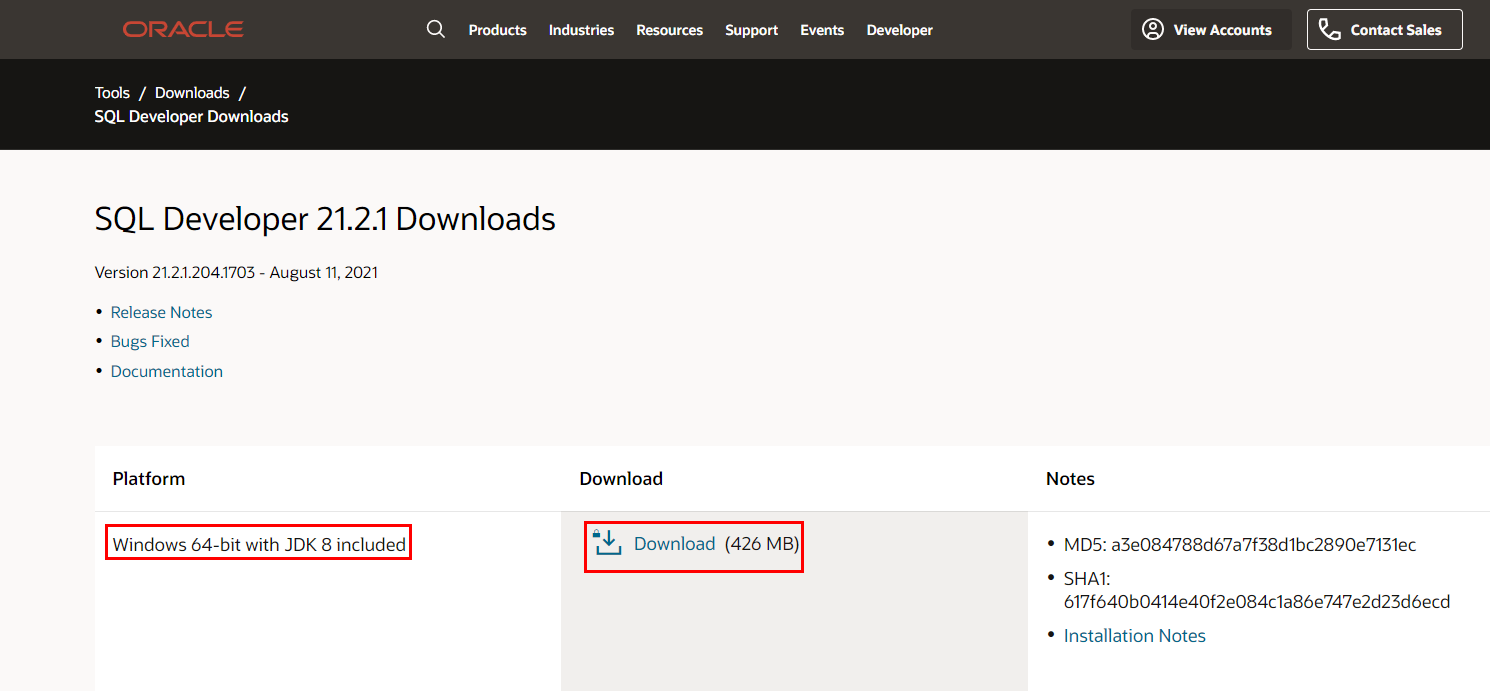 ORACLE
Products Industries Resources Support Events Developer
View Accounts
Contact Sales
Tools / Downloads /
SQL Developer Downloads
SQL Developer 21.2.1 Downloads
Version 21.2.1.204.1703 - August 11, 2021
• Release Notes
• Bugs Fixed
• Documentation
Platform Download Notes
Windows 64-bit with JDK 8 included
Download (426 MB)
• MD5: a3e084788d67a7f38d1bc2890e7131ec
• SHA1:
617f640b0414e40f2e084c1a86e747e2d23d6ecd
• Installation Notes